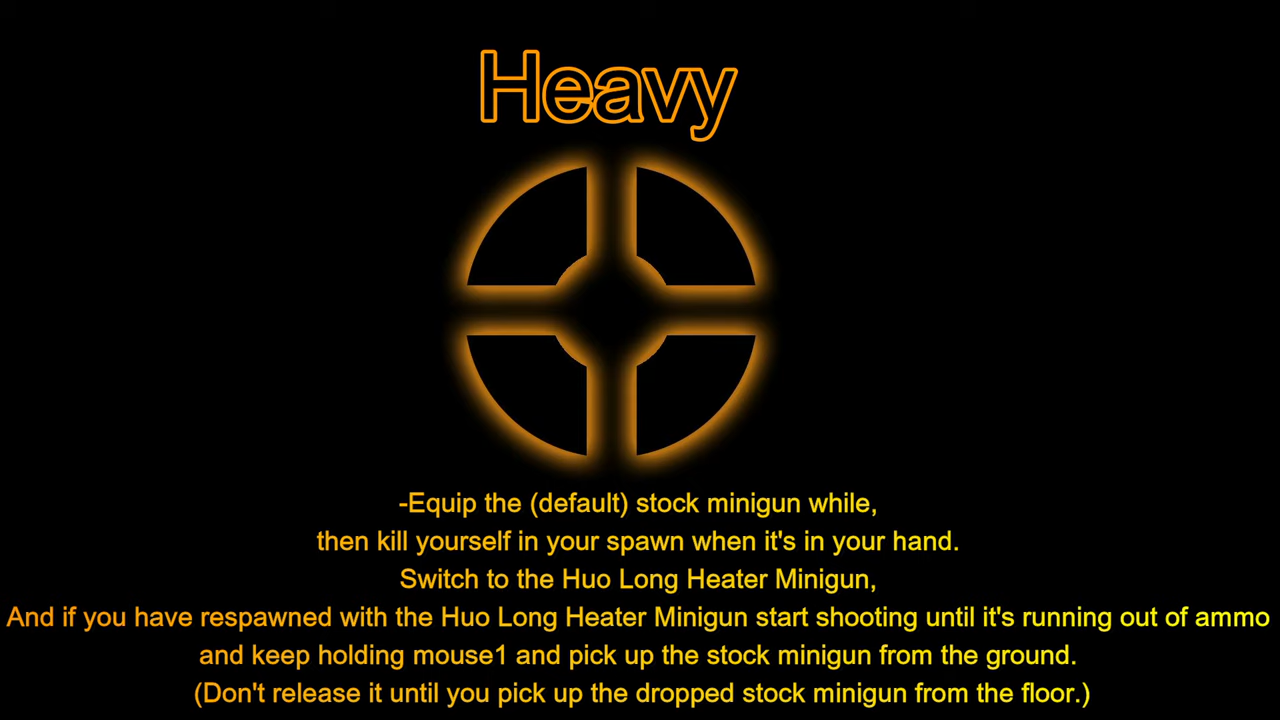 Heavy
-Equip the (default) stock minigun while,
then kill yourself in your spawn when it's in your hand.
Switch to the Huo Long Heater Minigun,
And if you have respawned with the Huo Long Heater Minigun start shooting until it's running out of ammo
and keep holding mouse1 and pick up the stock minigun from the ground.
(Don't release it until you pick up the dropped stock minigun from the floor.)